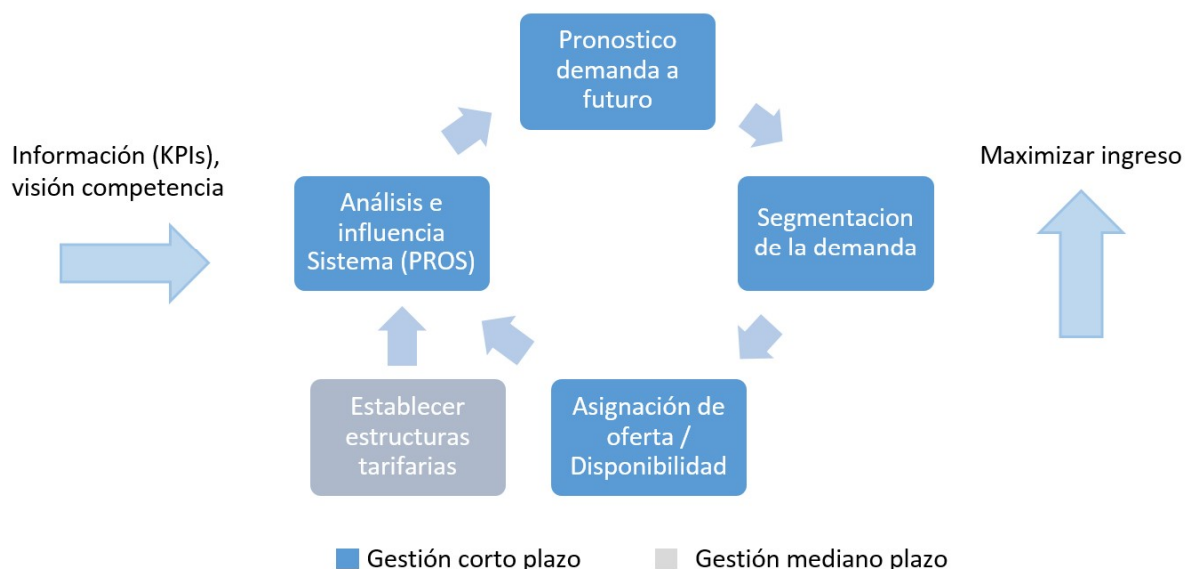 Pronostico
demanda a
futuro
Información (KPIs),
visión competencia
Análisis e
influencia
Sistema (PROS)
Segmentacion
de la demanda
Maximizar ingreso
Establecer
estructuras
tarifarias
Asignación de
oferta /
Disponibilidad
Gestión corto plazo
Gestión mediano plazo